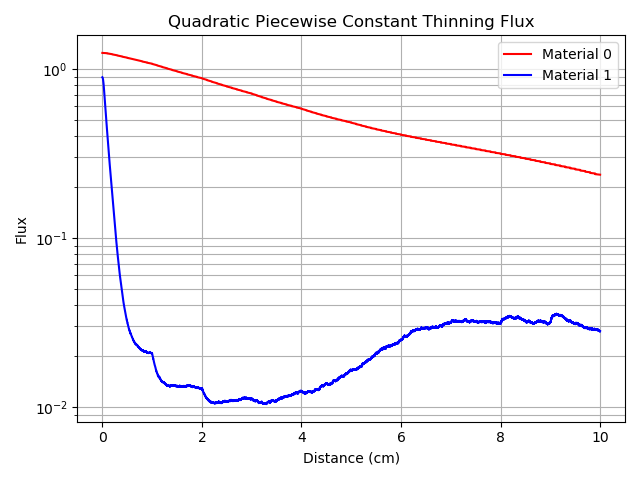 Quadratic Piecewise Constant Thinning Flux
Material 0
Material 1
10^0
10^-1
10^-2
Flux
0 2 4 6 8 10
Distance (cm)